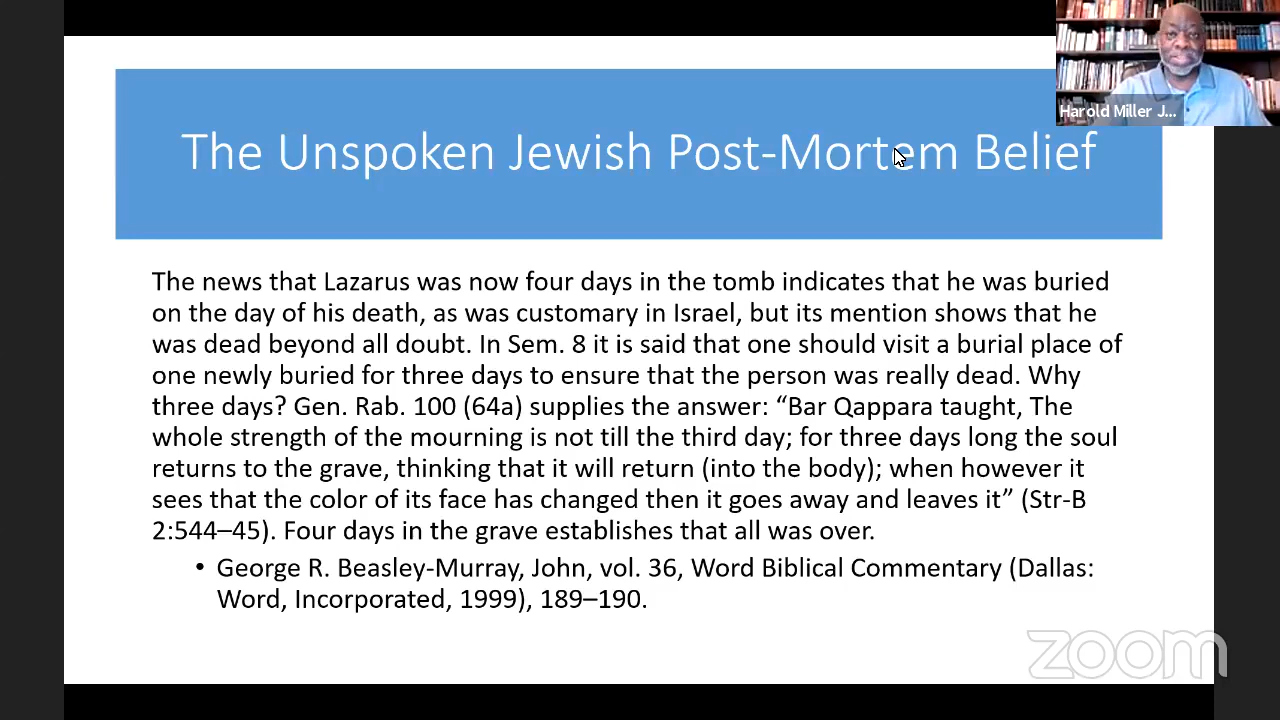 Harold Miller J...
The Unspoken Jewish Post-Mortem Belief
The news that Lazarus was now four days in the tomb indicates that he was buried
on the day of his death, as was customary in Israel, but its mention shows that he
was dead beyond all doubt. In Sem. 8 it is said that one should visit a burial place of
one newly buried for three days to ensure that the person was really dead. Why
three days? Gen. Rab. 100 (64a) supplies the answer: “Bar Qappara taught, The
whole strength of the mourning is not till the third day; for three days long the soul
returns to the grave, thinking that it will return (into the body); when however it
sees that the color of its face has changed then it goes away and leaves it” (Str-B
2:544–45). Four days in the grave establishes that all was over.
• George R. Beasley-Murray, John, vol. 36, Word Biblical Commentary (Dallas:
Word, Incorporated, 1999), 189–190.
zoom